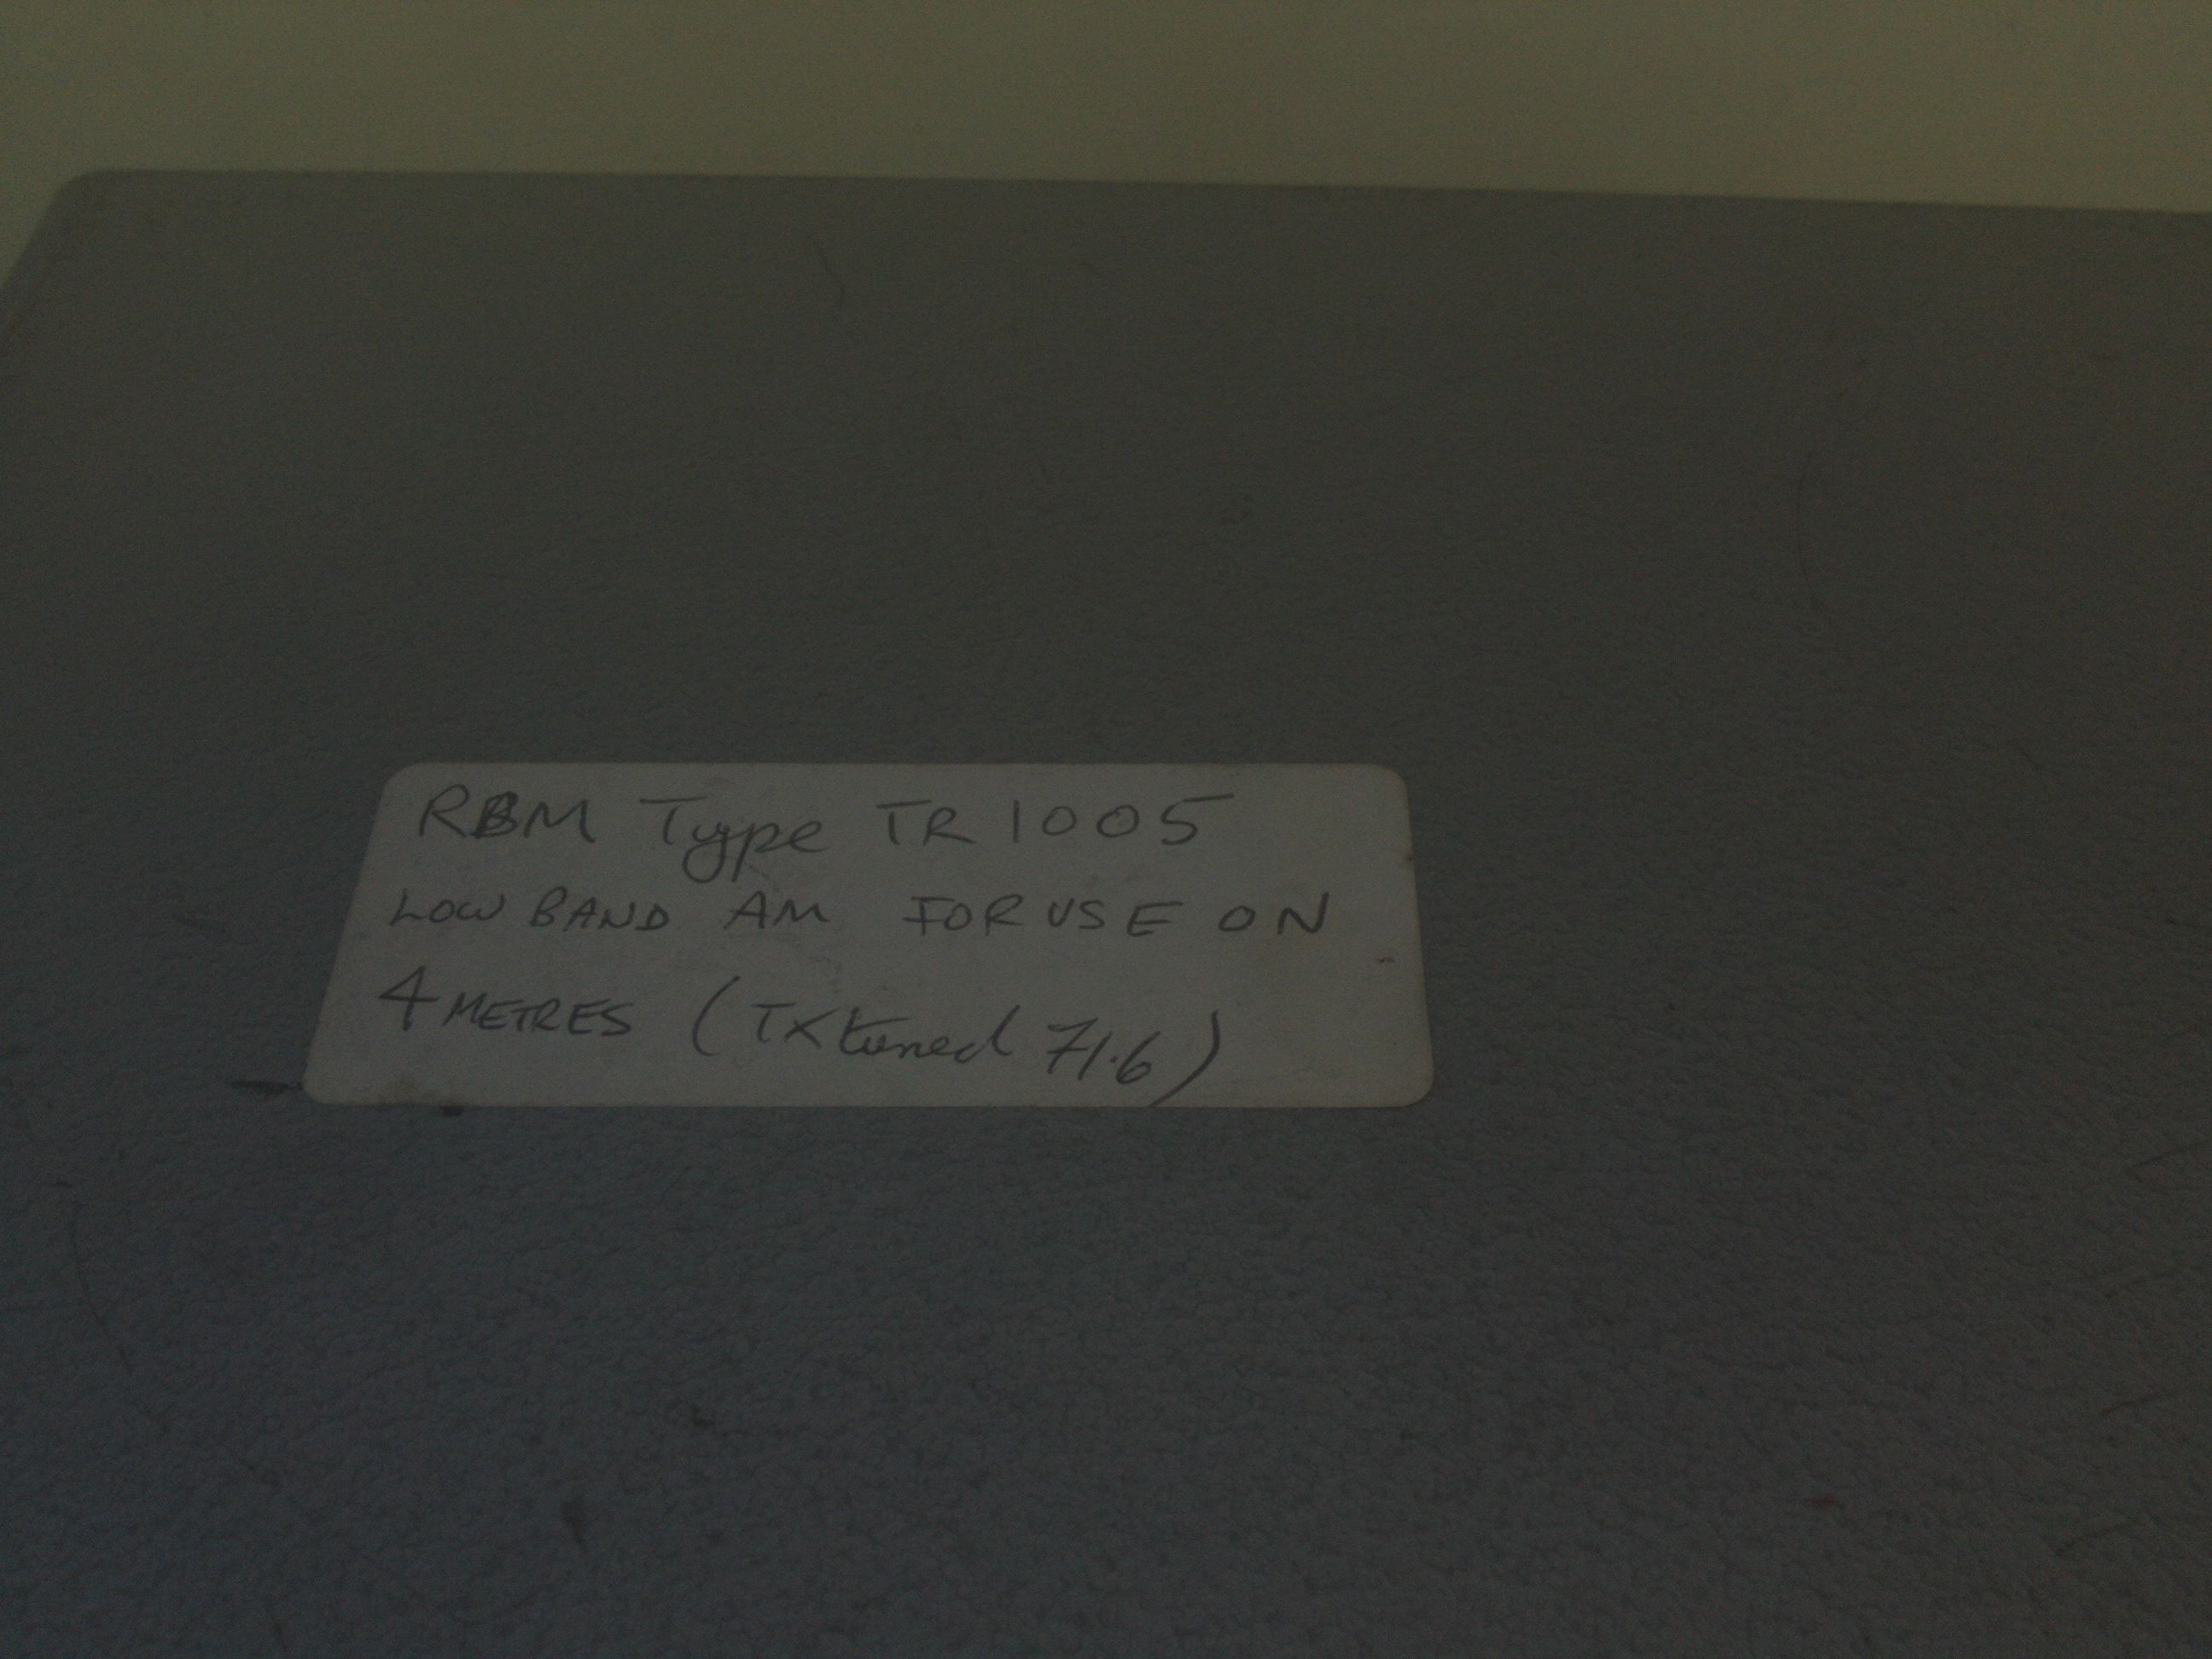 RBM Type TR1005
LOW BAND AM FOR USE ON
4 METRES (TX tuned 71.6)